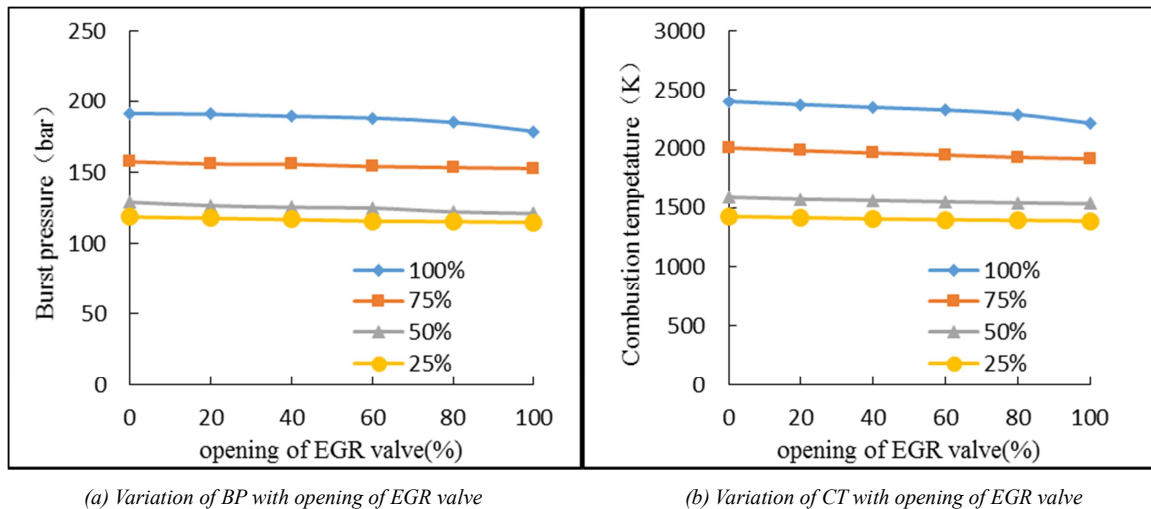 250
200
150
100
50
0
Burst pressure（bar）
100%
75%
50%
25%
0 20 40 60 80 100
opening of EGR valve(%)
3000
2500
2000
1500
1000
500
0
Combustion tempetature（K）
100%
75%
50%
25%
0 20 40 60 80 100
opening of EGR valve(%)
(a) Variation of BP with opening of EGR valve
(b) Variation of CT with opening of EGR valve